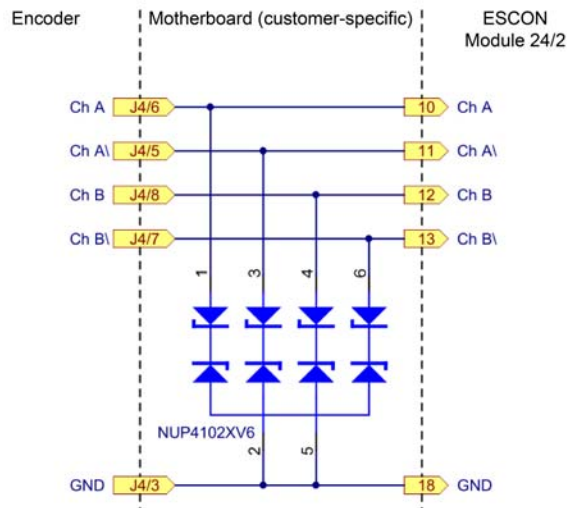 Encoder Motherboard (customer-specific) ESCON
Module 24/2
Ch A J4/6 10 Ch A
Ch A\ J4/5 11 Ch A\
Ch B J4/8 12 Ch B
Ch B\ J4/7 13 Ch B\
1 3 4 6
NUP4102XV6
2 5
GND J4/3 18 GND